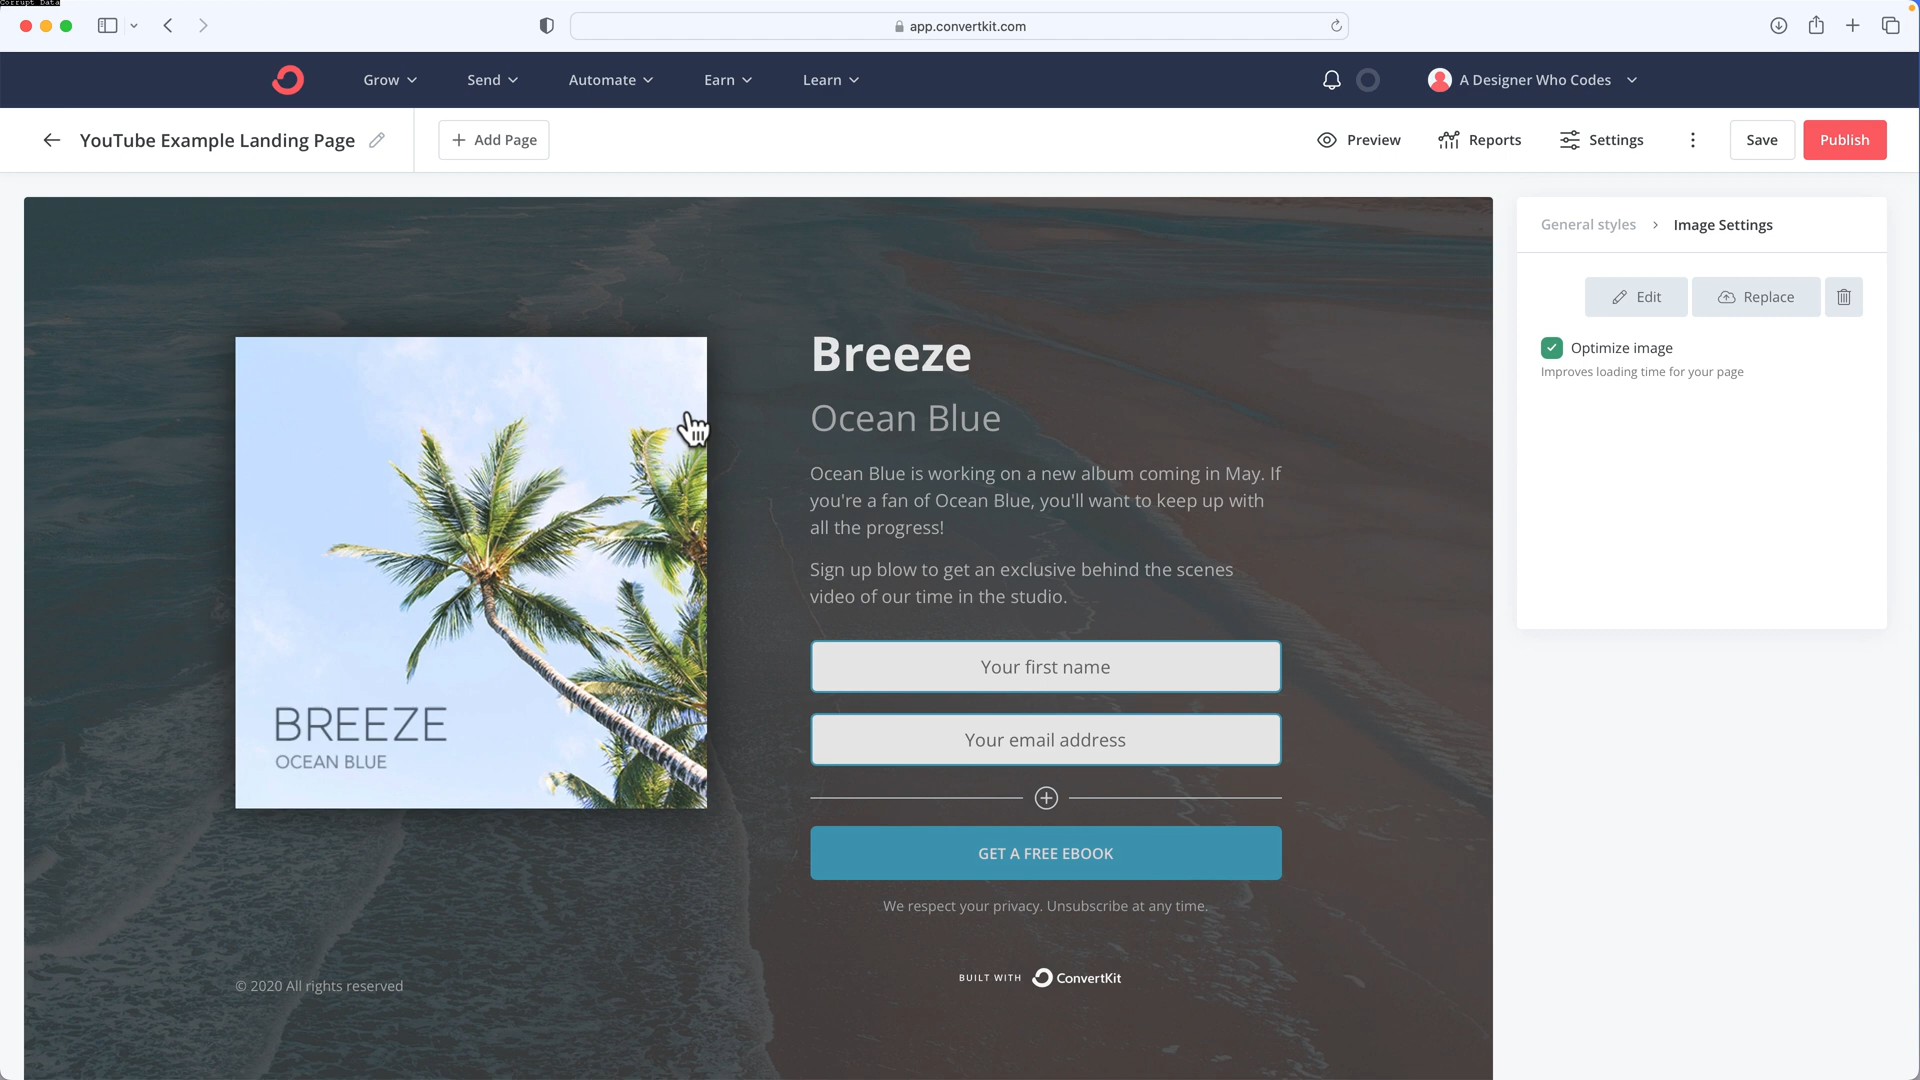 Corrupt Data
app.convertkit.com
Grow
Send
Automate
Earn
Learn
A Designer Who Codes
YouTube Example Landing Page
+ Add Page
Preview
Reports
Settings
Save
Publish
General styles > Image Settings
Edit
Replace
Optimize image
Improves loading time for your page
BREEZE
OCEAN BLUE
Breeze
Ocean Blue
Ocean Blue is working on a new album coming in May. If
you're a fan of Ocean Blue, you'll want to keep up with
all the progress!
Sign up blow to get an exclusive behind the scenes
video of our time in the studio.
Your first name
Your email address
GET A FREE EBOOK
We respect your privacy. Unsubscribe at any time.
BUILT WITH ConvertKit
© 2020 All rights reserved